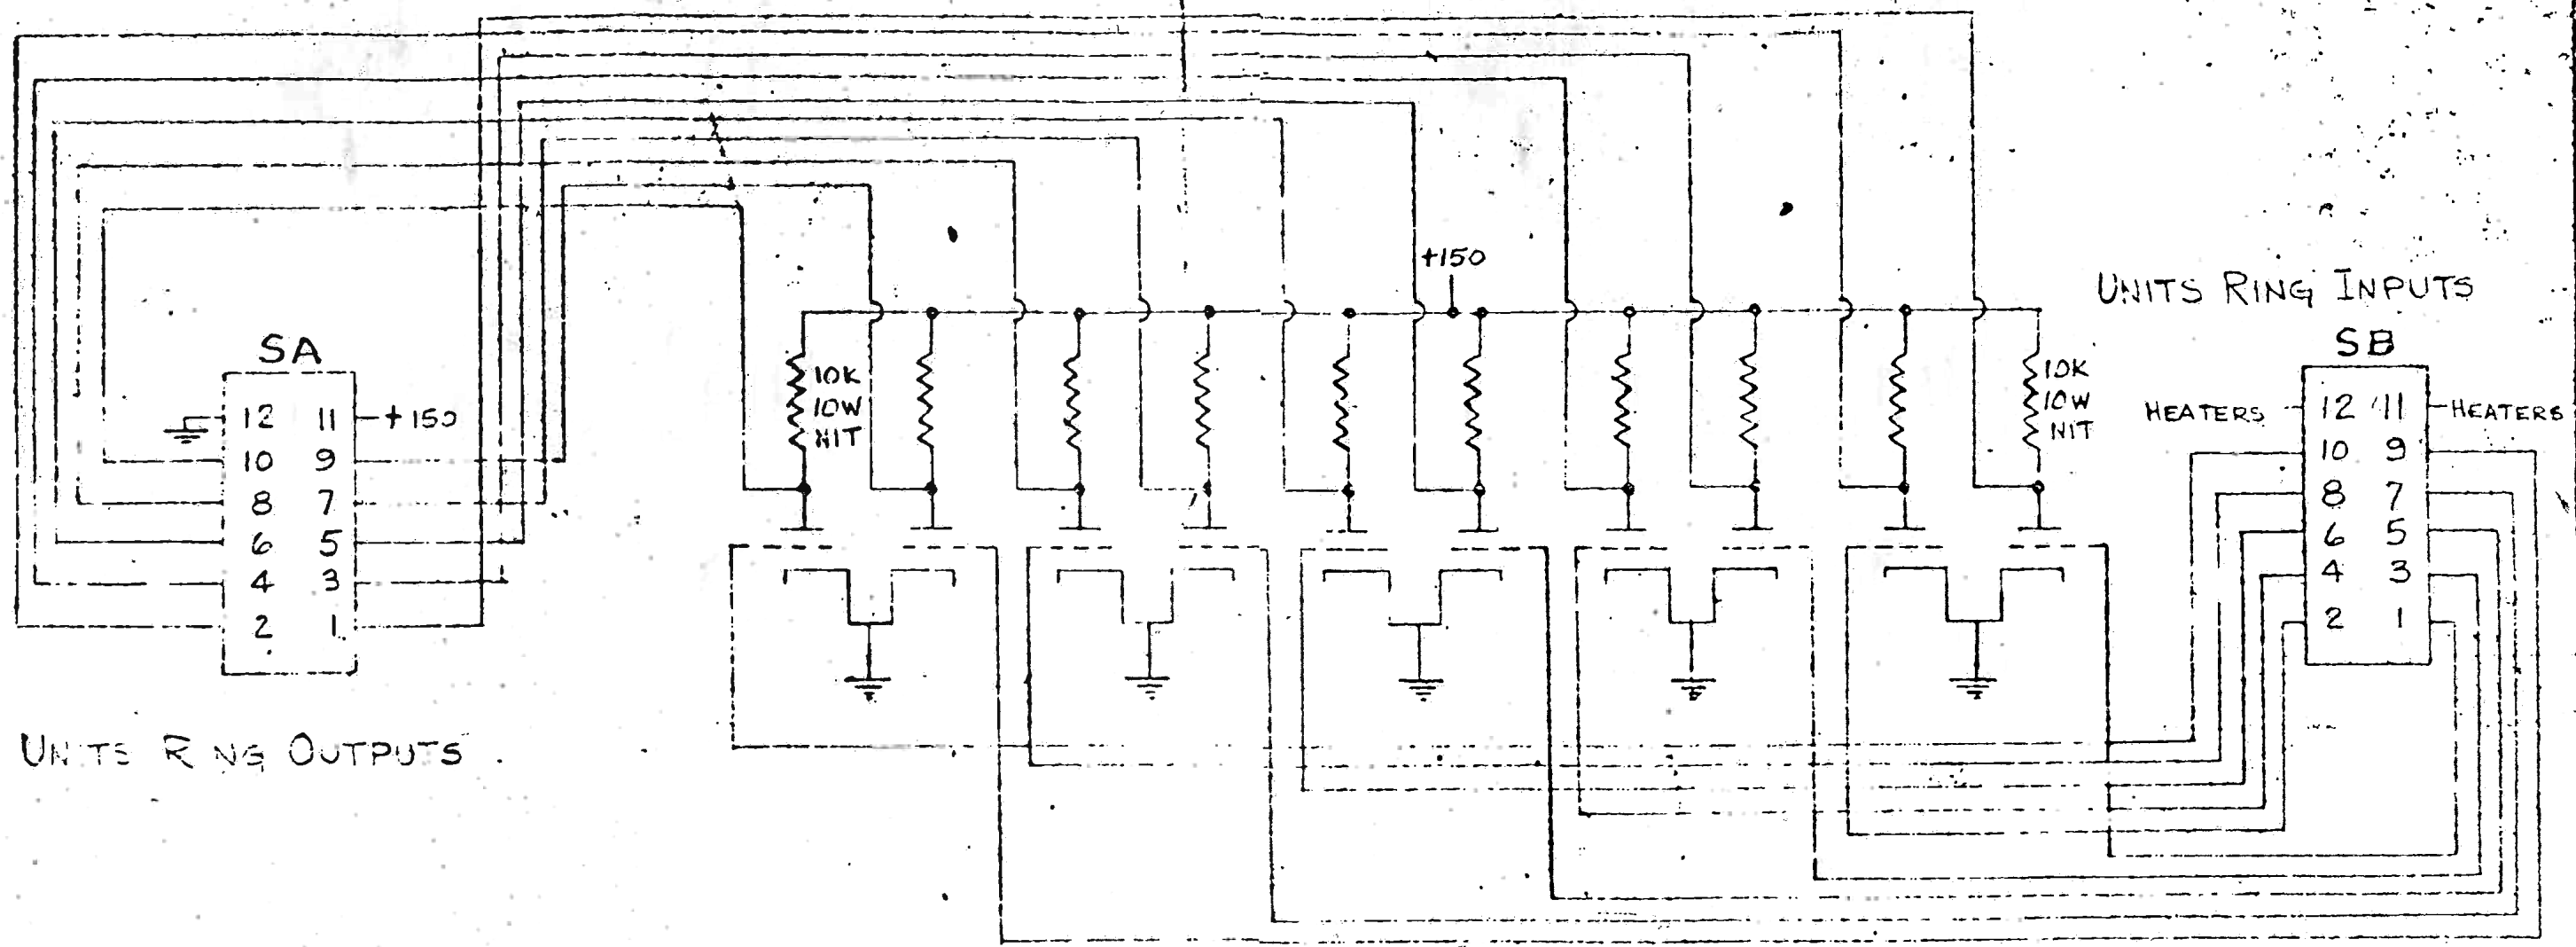 +150
UNITS RING INPUTS
SA
SB
10K
10W
NIT
10K
10W
NIT
12 11
+150
10 9
8 7
6 5
4 3
2 1
HEATERS
12 11
HEATERS
10 9
8 7
6 5
4 3
2 1
UNITS R NG OUTPUTS